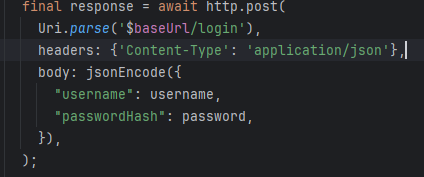 final response = await http.post(
Uri.parse('$baseUrl/login'),
headers: {'Content-Type': 'application/json'},
body: jsonEncode({
"username": username,
"passwordHash": password,
}),
);